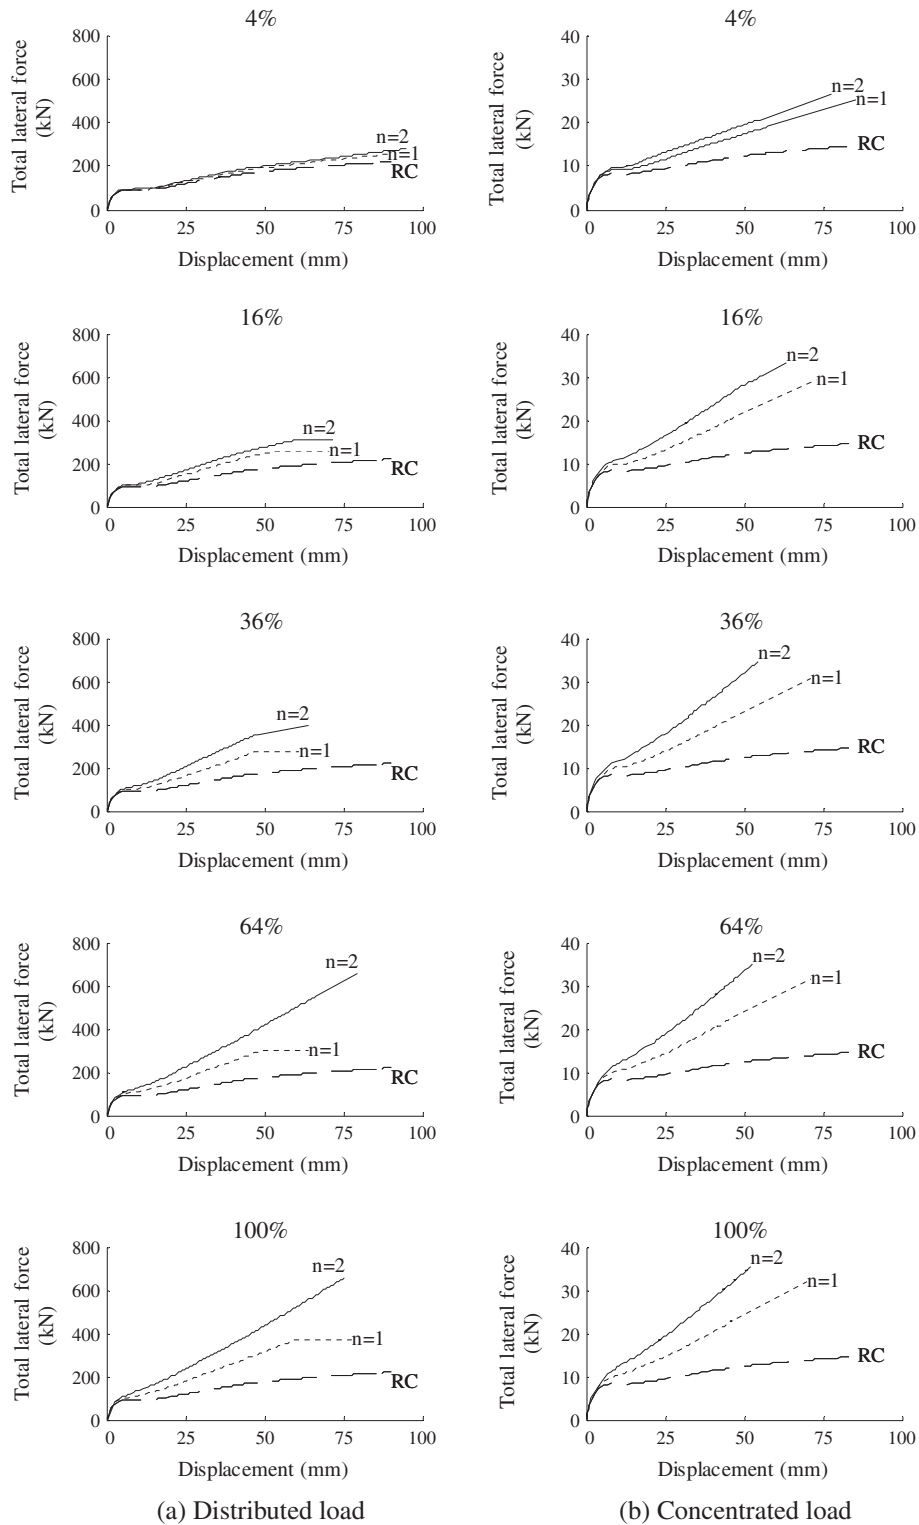 4%
Total lateral force
(kN)
800
600
400
200
0
n=2
n=1
RC
0 25 50 75 100
Displacement (mm)
4%
Total lateral force
(kN)
40
30
20
10
0
n=2
n=1
RC
0 25 50 75 100
Displacement (mm)
16%
Total lateral force
(kN)
800
600
400
200
0
n=2
n=1
RC
0 25 50 75 100
Displacement (mm)
16%
Total lateral force
(kN)
40
30
20
10
0
n=2
n=1
RC
0 25 50 75 100
Displacement (mm)
36%
Total lateral force
(kN)
800
600
400
200
0
n=2
n=1
RC
0 25 50 75 100
Displacement (mm)
36%
Total lateral force
(kN)
40
30
20
10
0
n=2
n=1
RC
0 25 50 75 100
Displacement (mm)
64%
Total lateral force
(kN)
800
600
400
200
0
n=2
n=1
RC
0 25 50 75 100
Displacement (mm)
64%
Total lateral force
(kN)
40
30
20
10
0
n=2
n=1
RC
0 25 50 75 100
Displacement (mm)
100%
Total lateral force
(kN)
800
600
400
200
0
n=2
n=1
RC
0 25 50 75 100
Displacement (mm)
100%
Total lateral force
(kN)
40
30
20
10
0
n=2
n=1
RC
0 25 50 75 100
Displacement (mm)
(a) Distributed load
(b) Concentrated load